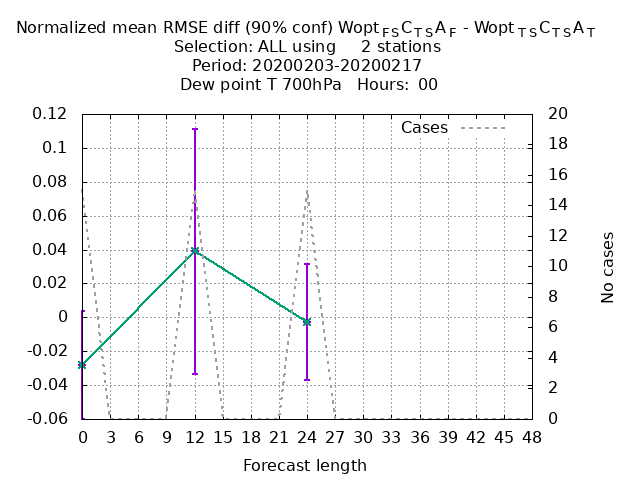 Normalized mean RMSE diff (90% conf) Wopt FS C TS A F - Wopt TS C TS A T
Selection: ALL using 2 stations
Period: 20200203-20200217
Dew point T 700hPa Hours: 00
0.12
0.1
0.08
0.06
0.04
0.02
0
-0.02
-0.04
-0.06
Cases
20
18
16
14
12
10
8
6
4
2
0
No cases
0 3 6 9 12 15 18 21 24 27 30 33 36 39 42 45 48
Forecast length